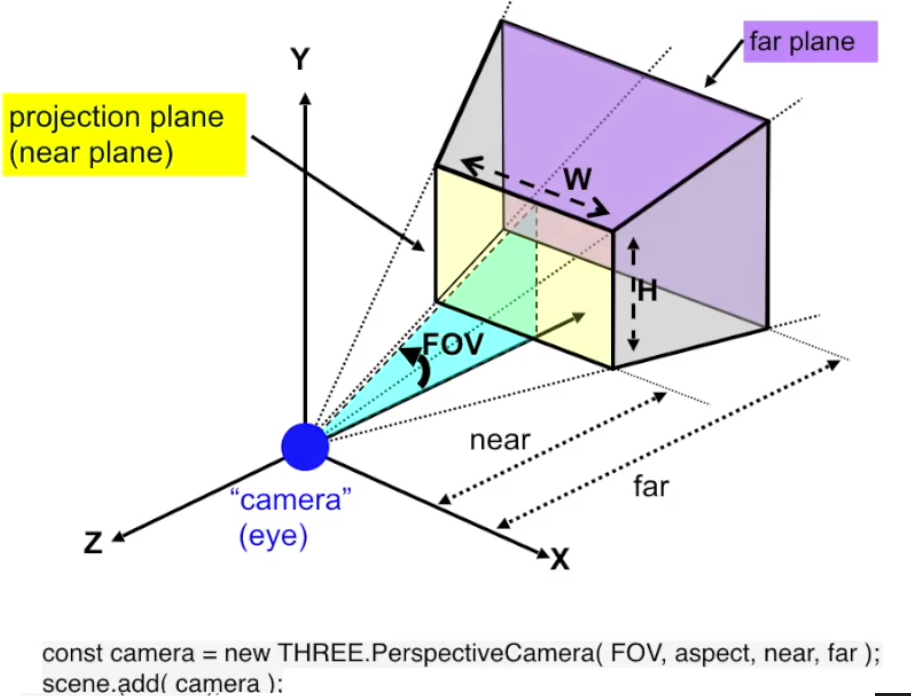 far plane
Y
projection plane
(near plane)
W
H
FOV
near
“camera”
far
(eye)
Z
X
const camera = new THREE.PerspectiveCamera( FOV, aspect, near, far );
scene.add( camera );